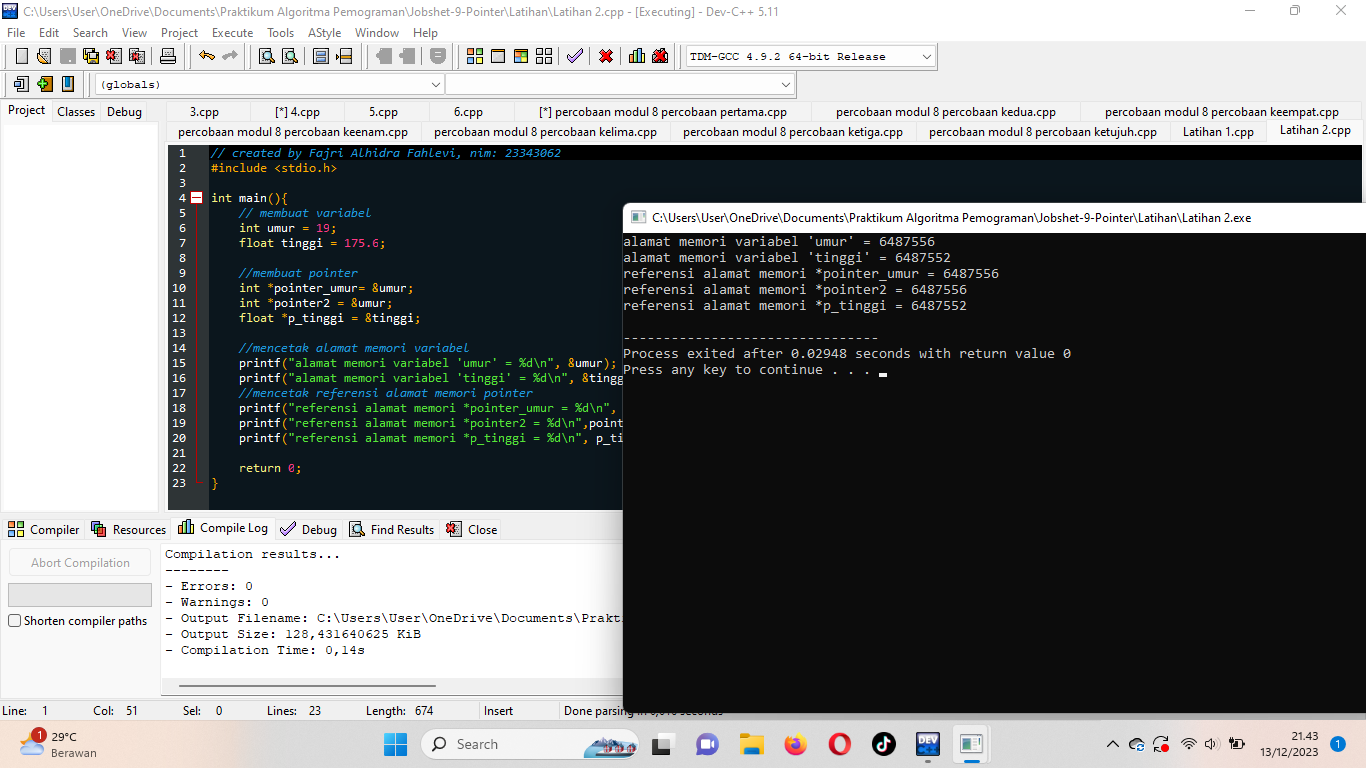 C:\Users\User\OneDrive\Documents\Praktikum Algoritma Pemograman\Jobshet-9-Pointer\Latihan\Latihan 2.cpp - [Executing] - Dev-C++ 5.11
File Edit Search View Project Execute Tools AStyle Window Help
TDM-GCC 4.9.2 64-bit Release
(globals)
Project Classes Debug
3.cpp [*] 4.cpp 5.cpp 6.cpp [*] percobaan modul 8 percobaan pertama.cpp percobaan modul 8 percobaan kedua.cpp percobaan modul 8 percobaan keempat.cpp
percobaan modul 8 percobaan keenam.cpp percobaan modul 8 percobaan kelima.cpp percobaan modul 8 percobaan ketiga.cpp percobaan modul 8 percobaan ketujuh.cpp Latihan 1.cpp Latihan 2.cpp
1 // created by Fajri Alhidra Fahlevi, nim: 23343062
2 #include <stdio.h>
3
4 int main(){
5 // membuat variabel
6 int umur = 19;
7 float tinggi = 175.6;
8
9 //membuat pointer
10 int *pointer_umur= &umur;
11 int *pointer2 = &umur;
12 float *p_tinggi = &tinggi;
13
14 //mencetak alamat memori variabel
15 printf("alamat memori variabel 'umur' = %d\n", &umur);
16 printf("alamat memori variabel 'tinggi' = %d\n", &tingg
17 //mencetak referensi alamat memori pointer
18 printf("referensi alamat memori *pointer_umur = %d\n",
19 printf("referensi alamat memori *pointer2 = %d\n",point
20 printf("referensi alamat memori *p_tinggi = %d\n", p_ti
21
22 return 0;
23 }
C:\Users\User\OneDrive\Documents\Praktikum Algoritma Pemograman\Jobshet-9-Pointer\Latihan\Latihan 2.exe
alamat memori variabel 'umur' = 6487556
alamat memori variabel 'tinggi' = 6487552
referensi alamat memori *pointer_umur = 6487556
referensi alamat memori *pointer2 = 6487556
referensi alamat memori *p_tinggi = 6487552
--------------------------------
Process exited after 0.02948 seconds with return value 0
Press any key to continue . . .
Compiler Resources Compile Log Debug Find Results Close
Abort Compilation
Shorten compiler paths
Compilation results...
--------
- Errors: 0
- Warnings: 0
- Output Filename: C:\Users\User\OneDrive\Documents\Prakt
- Output Size: 128,431640625 KiB
- Compilation Time: 0,14s
Line: 1 Col: 51 Sel: 0 Lines: 23 Length: 674 Insert Done parsing
1 29°C
Berawan
Search
DEV
21.43
13/12/2023
1